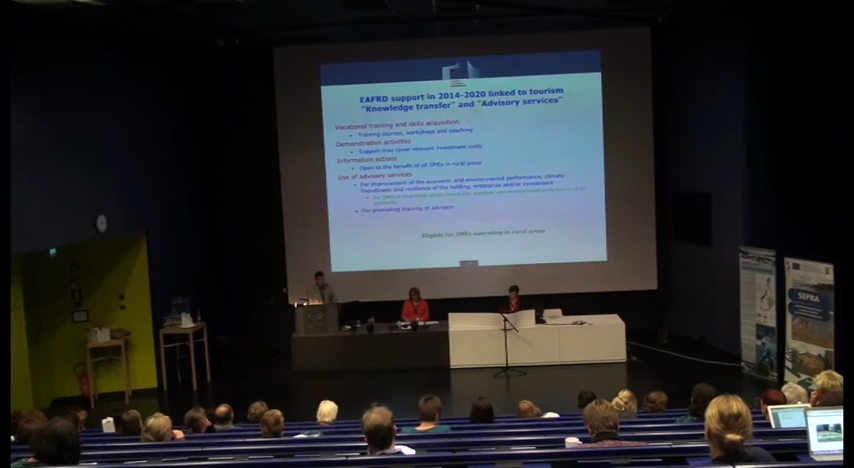 EAFRD support in 2014-2020 linked to tourism
"Knowledge transfer" and "Advisory services"
Vocational training and skills acquisition
• Training courses, workshops and coaching
Demonstration activities
• Support may cover relevant investment costs
Information actions
• Open to the benefit of all SMEs in rural areas
Use of advisory services
• For improvement of the economic and environmental performance, climate
friendliness and resilience of the holding, enterprise and/or investment
• For promoting training of advisors
Eligible for SMEs operating in rural areas
SEPRA